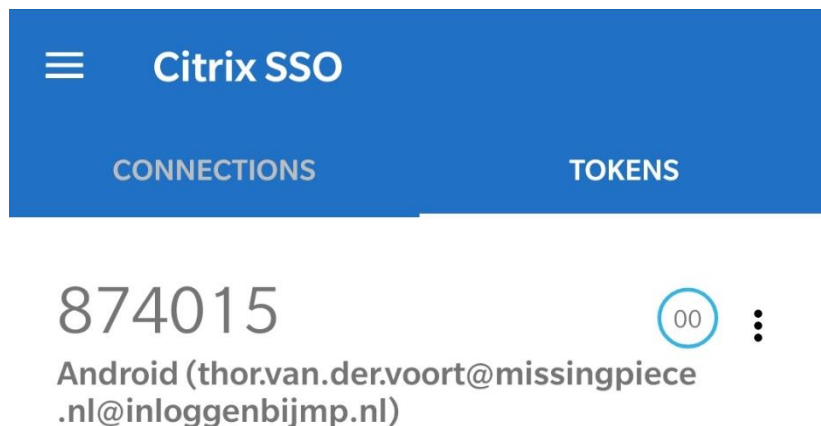 Citrix SSO
CONNECTIONS TOKENS
874015 00
Android (thor.van.der.voort@missingpiece
.nl@inloggenbijmp.nl)